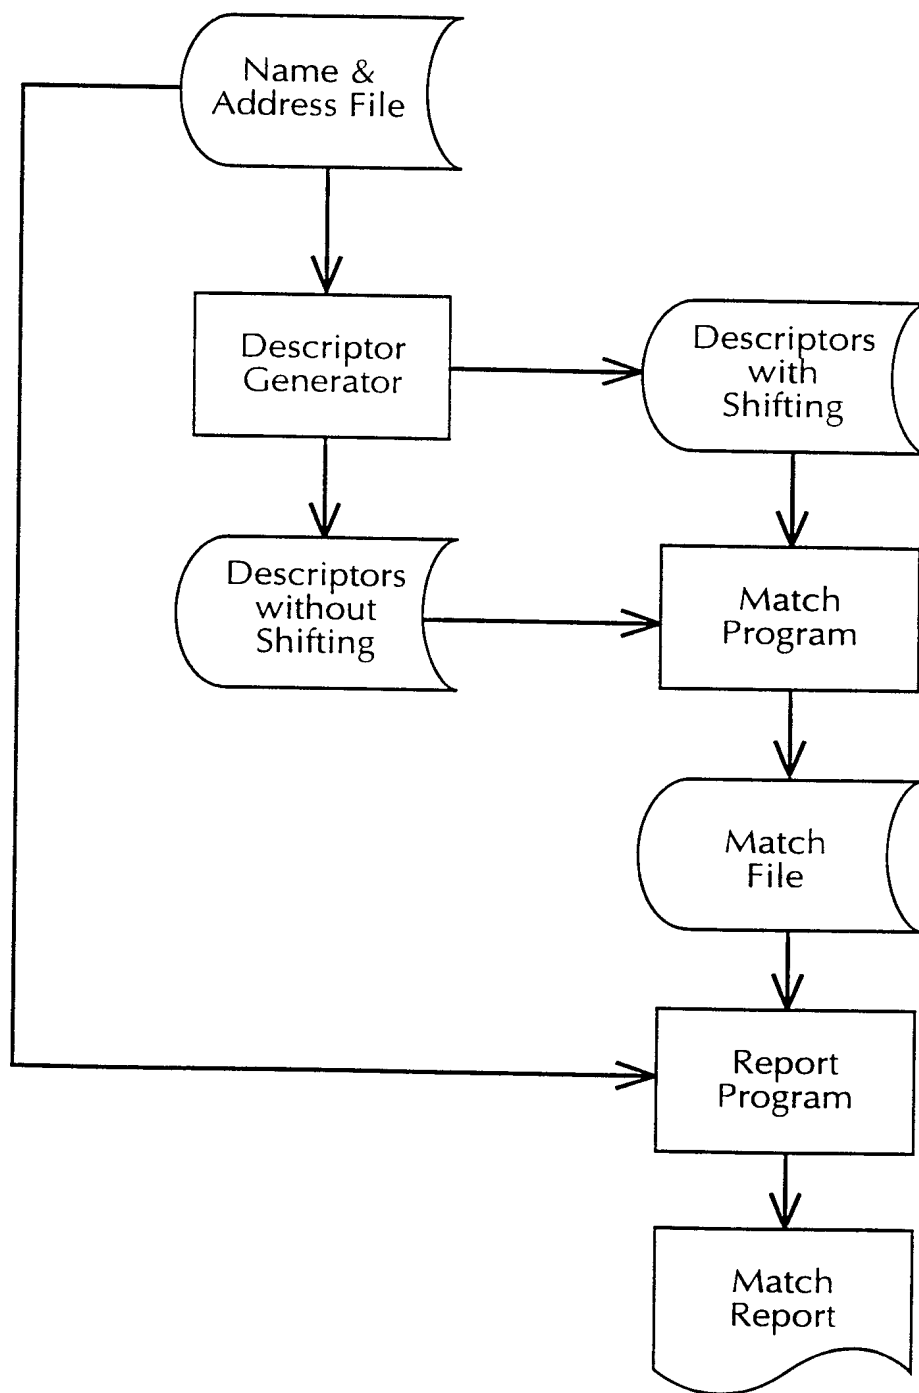 Name &
Address File
Descriptor
Generator
Descriptors
with
Shifting
Descriptors
without
Shifting
Match
Program
Match
File
Report
Program
Match
Report